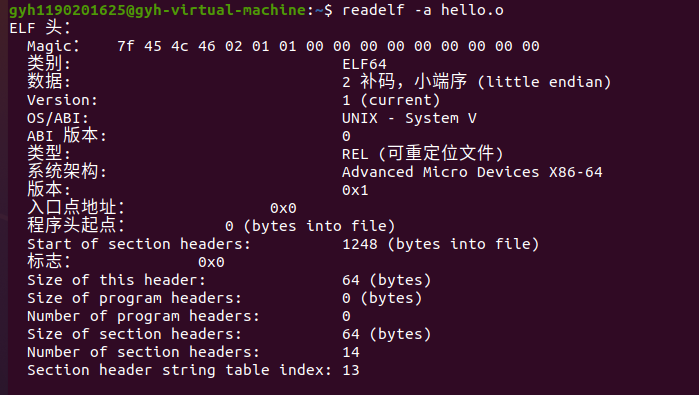 gyh1190201625@gyh-virtual-machine:~$ readelf -a hello.o
ELF 头：
  Magic：   7f 45 4c 46 02 01 01 00 00 00 00 00 00 00 00 00
  类别:                              ELF64
  数据:                              2 补码，小端序 (little endian)
  Version:                           1 (current)
  OS/ABI:                            UNIX - System V
  ABI 版本:                          0
  类型:                              REL (可重定位文件)
  系统架构:                          Advanced Micro Devices X86-64
  版本:                              0x1
  入口点地址：               0x0
  程序头起点：          0 (bytes into file)
  Start of section headers:          1248 (bytes into file)
  标志：             0x0
  Size of this header:               64 (bytes)
  Size of program headers:           0 (bytes)
  Number of program headers:         0
  Size of section headers:           64 (bytes)
  Number of section headers:         14
  Section header string table index: 13